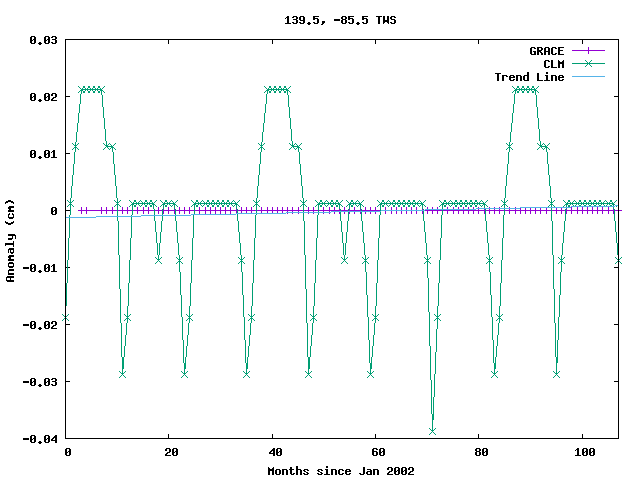 139.5, -85.5 TWS
0.03
0.02
0.01
0
-0.01
-0.02
-0.03
-0.04
Anomaly (cm)
GRACE
CLM
Trend Line
0 20 40 60 80 100
Months since Jan 2002